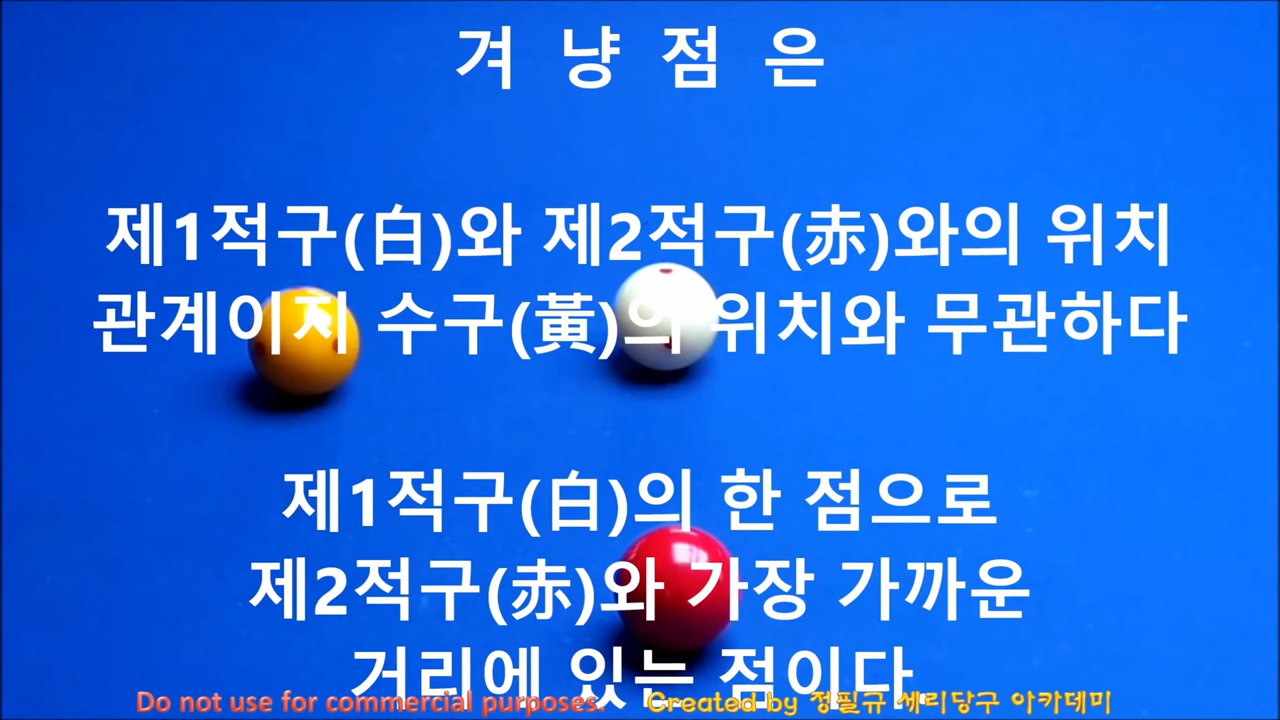 겨 냥 점 은
제1적구(白)와 제2적구(赤)와의 위치
관계이지 수구(黃)의 위치와 무관하다
제1적구(白)의 한 점으로
제2적구(赤)와 가장 가까운
거리에 있는 점이다.
Do not use for commercial purposes. Created by 정필규 세리당구 아카데미